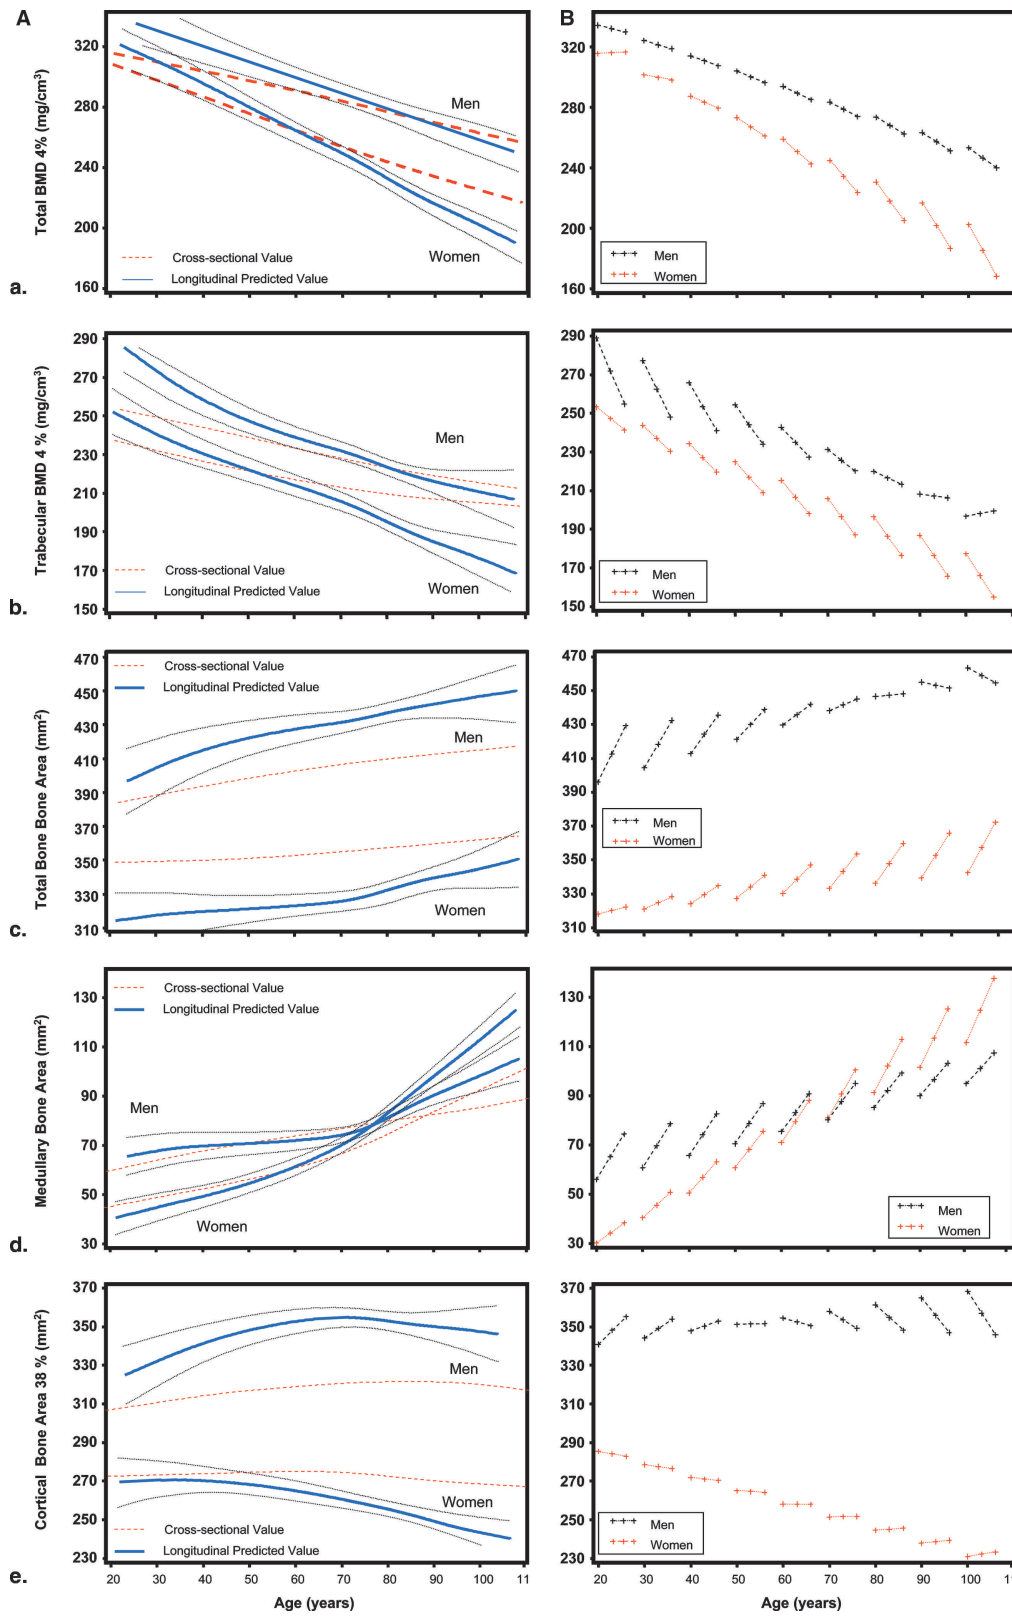 A
B
Total BMD 4% (mg/cm³)
320
280
240
200
160
Men
Women
Cross-sectional Value
Longitudinal Predicted Value
a.
320
280
240
200
160
Men
Women
Trabecular BMD 4 % (mg/cm³)
290
270
250
230
210
190
170
150
Men
Women
Cross-sectional Value
Longitudinal Predicted Value
b.
290
270
250
230
210
190
170
150
Men
Women
Total Bone Bone Area (mm²)
470
450
430
410
390
370
350
330
310
Cross-sectional Value
Longitudinal Predicted Value
Men
Women
c.
470
450
430
410
390
370
350
330
310
Men
Women
Medullary Bone Area (mm²)
130
110
90
70
50
30
Cross-sectional Value
Longitudinal Predicted Value
Men
Women
d.
130
110
90
70
50
30
Men
Women
Cortical Bone Area 38 % (mm²)
370
350
330
310
290
270
250
230
Men
Women
Cross-sectional Value
Longitudinal Predicted Value
e.
20 30 40 50 60 70 80 90 100 11
Age (years)
370
350
330
310
290
270
250
230
Men
Women
20 30 40 50 60 70 80 90 100 11
Age (years)